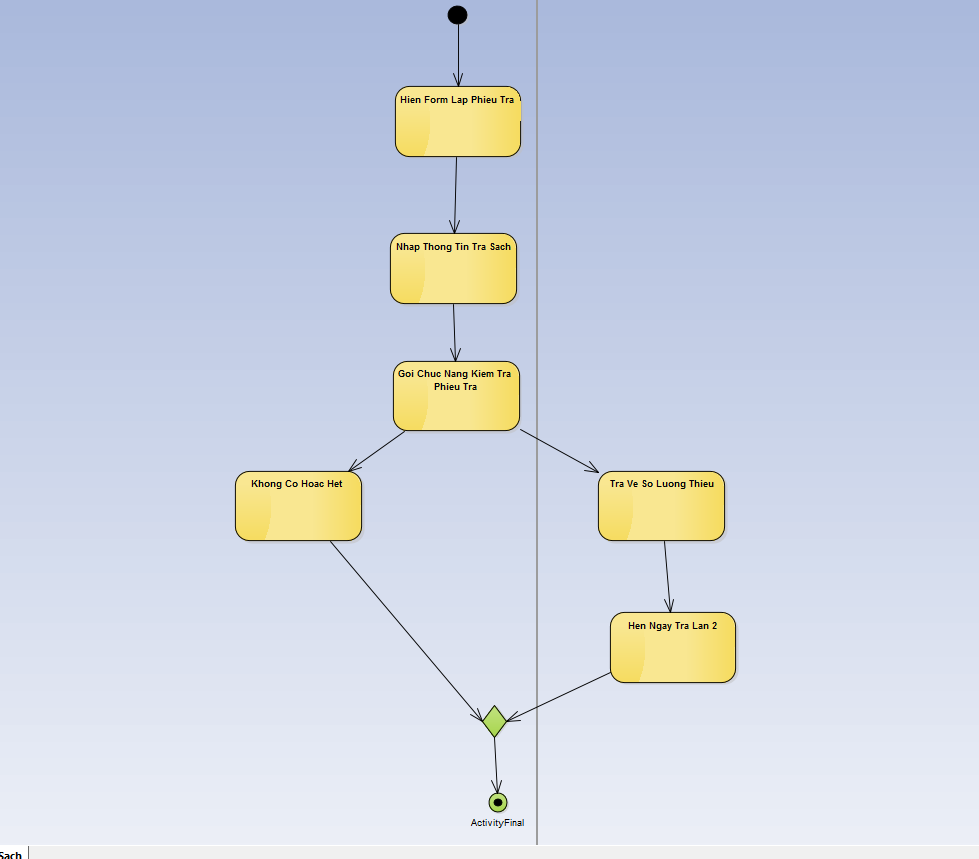 Hien Form Lap Phieu Tra
Nhap Thong Tin Tra Sach
Goi Chuc Nang Kiem Tra
Phieu Tra
Khong Co Hoac Het
Tra Ve So Luong Thieu
Hen Ngay Tra Lan 2
ActivityFinal
Sach